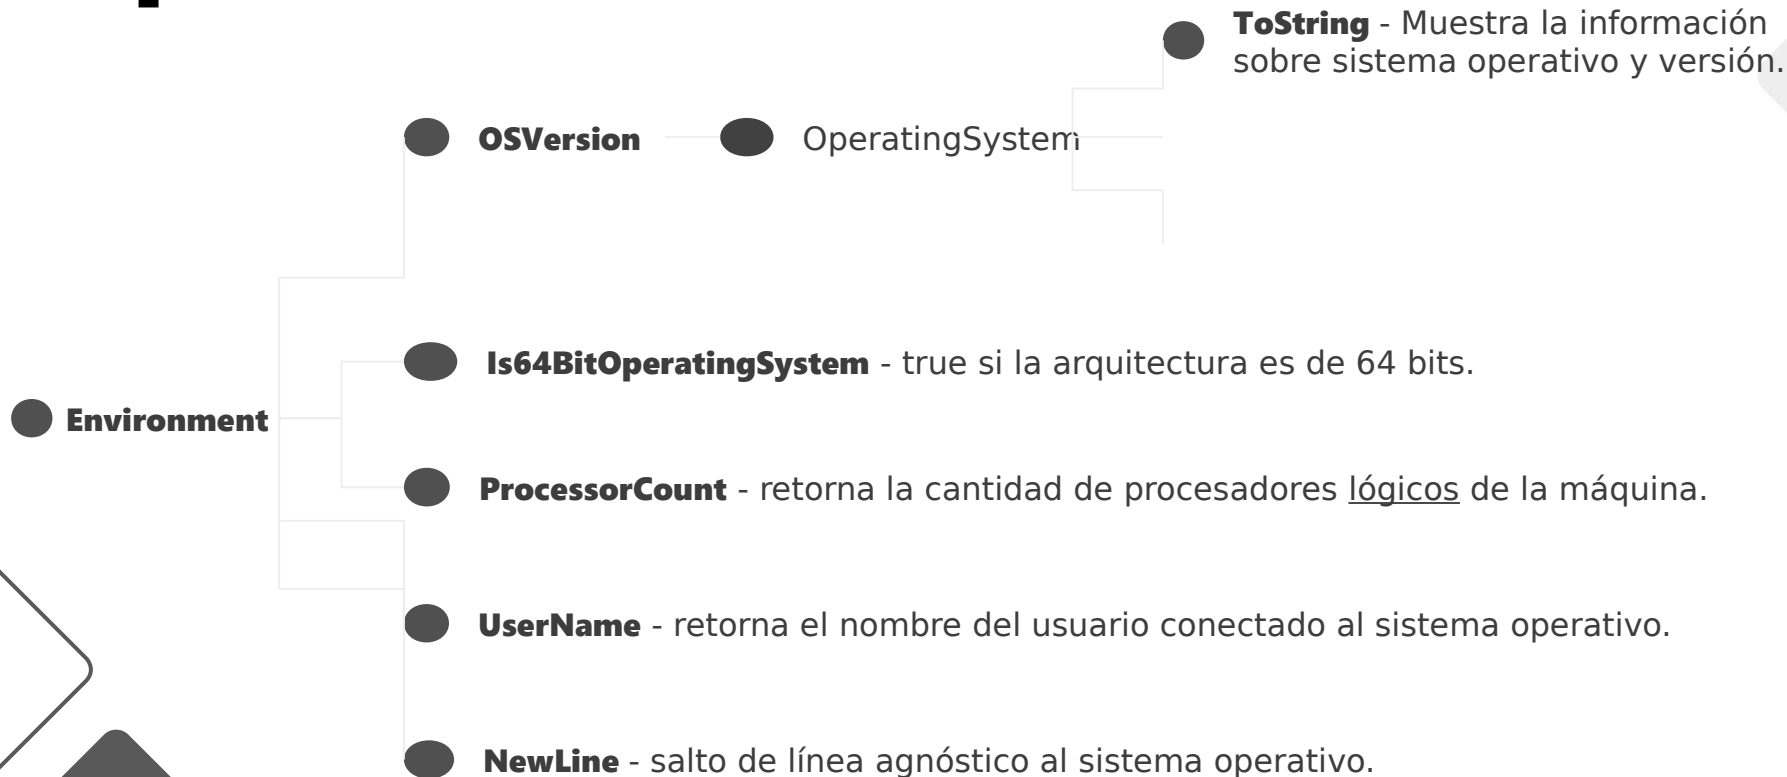 ToString - Muestra la información
sobre sistema operativo y versión.
OSVersion
OperatingSystem
Is64BitOperatingSystem - true si la arquitectura es de 64 bits.
Environment
ProcessorCount - retorna la cantidad de procesadores lógicos de la máquina.
UserName - retorna el nombre del usuario conectado al sistema operativo.
NewLine - salto de línea agnóstico al sistema operativo.